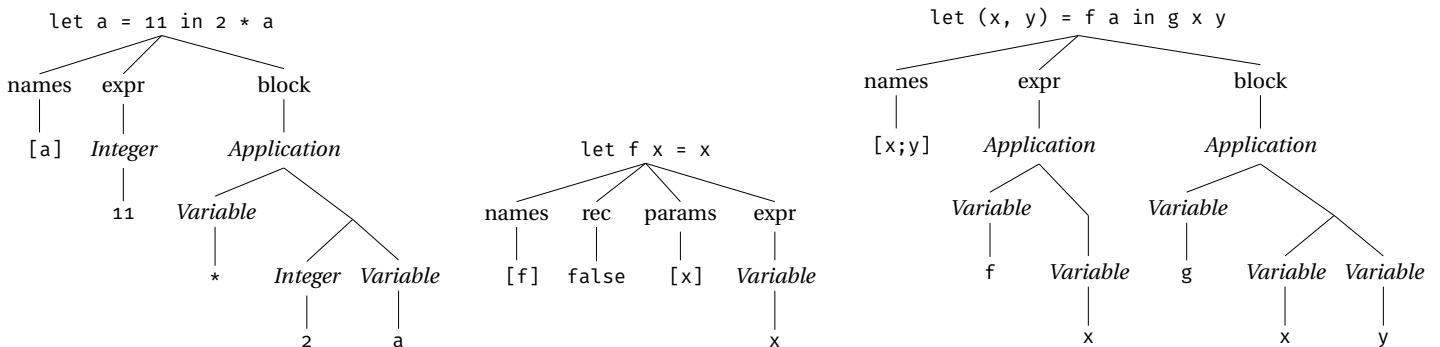 let a = 11 in 2 * a
names expr block
[a] Integer Application
11 Variable
* Integer Variable
2 a
let f x = x
names rec params expr
[f] false [x] Variable
x
let (x, y) = f a in g x y
names expr block
[x;y] Application Application
Variable Variable
f Variable g Variable Variable
x x y